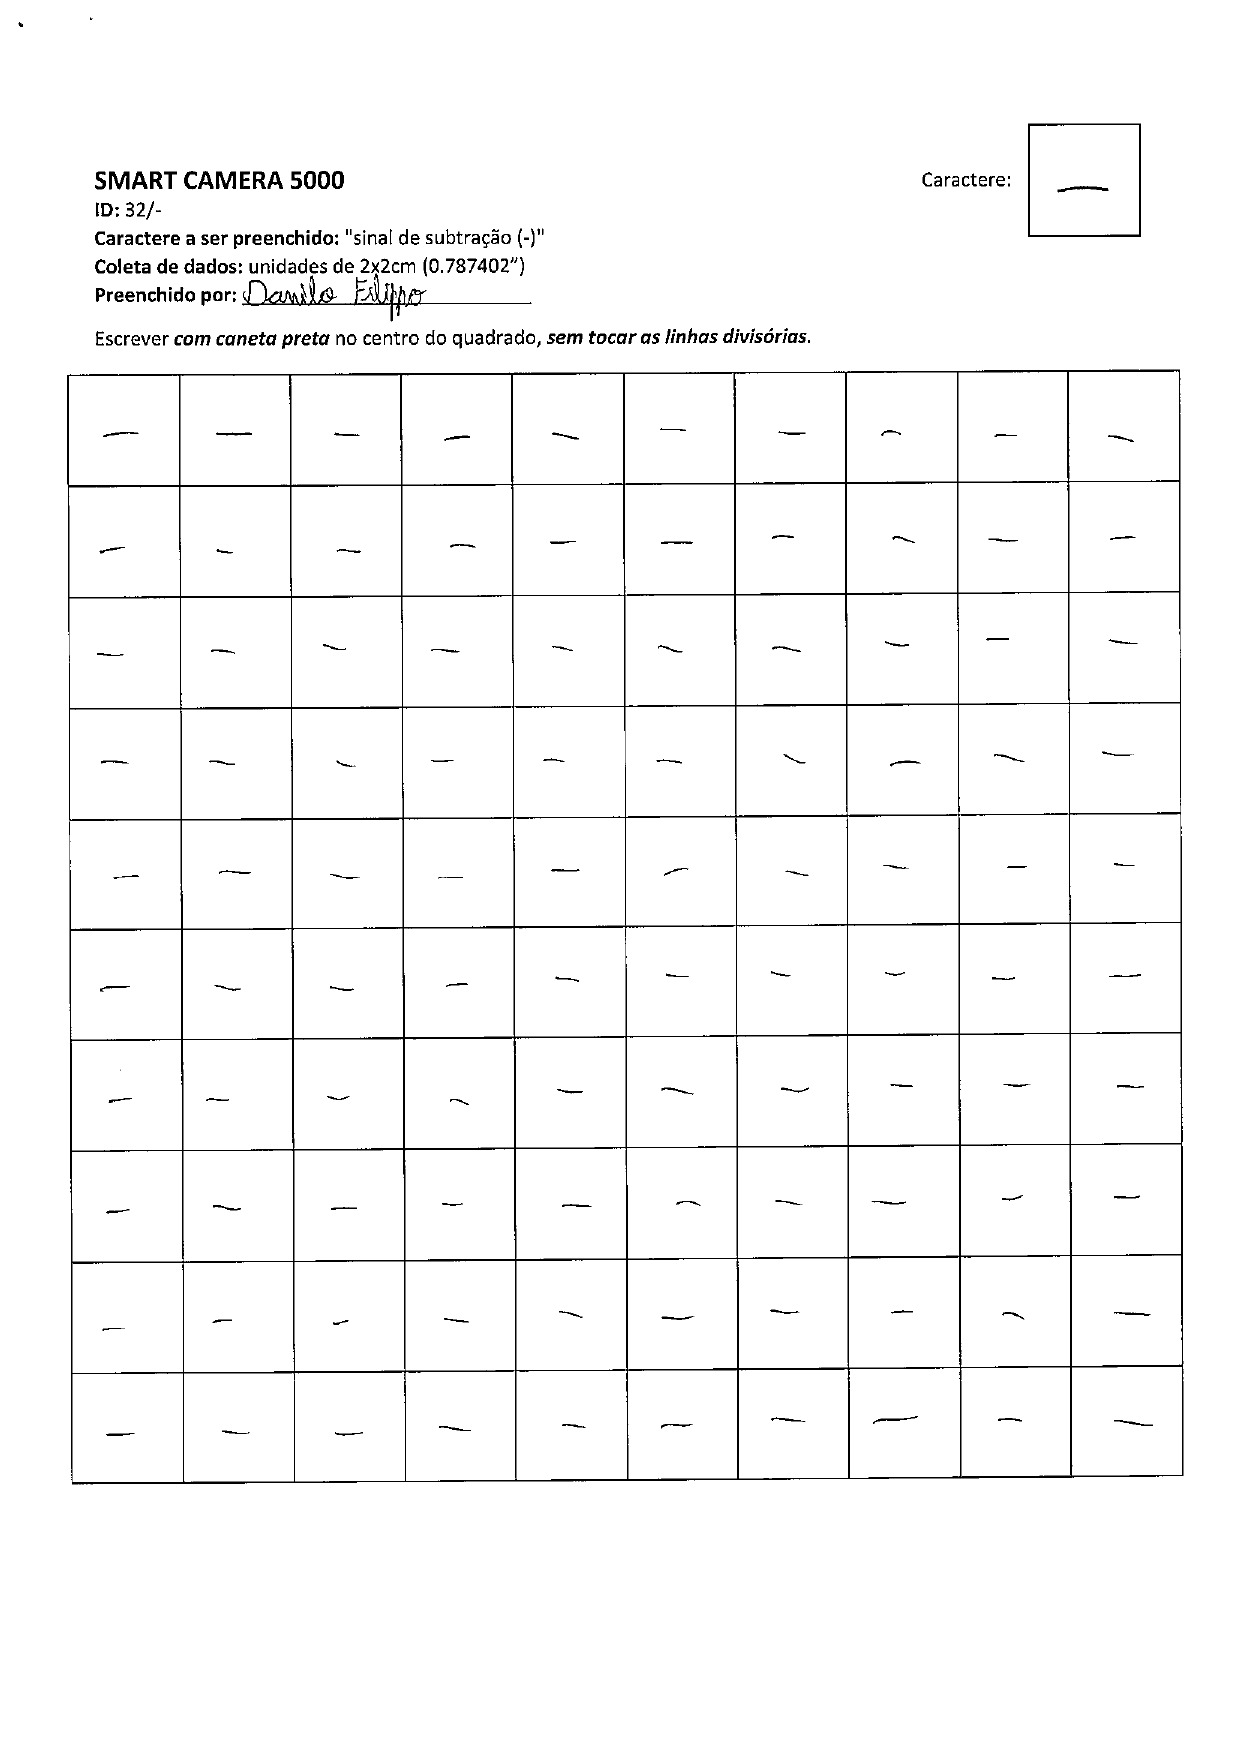 SMART CAMERA 5000
Caractere: —
ID: 32/-
Caractere a ser preenchido: "sinal de subtração (-)"
Coleta de dados: unidades de 2x2cm (0.787402”)
Preenchido por: Danilo Filippo
Escrever com caneta preta no centro do quadrado, sem tocar as linhas divisórias.
— — — — — — — — — —
— — — — — — — — — —
— — — — — — — — — —
— — — — — — — — — —
— — — — — — — — — —
— — — — — — — — — —
— — — — — — — — — —
— — — — — — — — — —
— — — — — — — — — —
— — — — — — — — — —